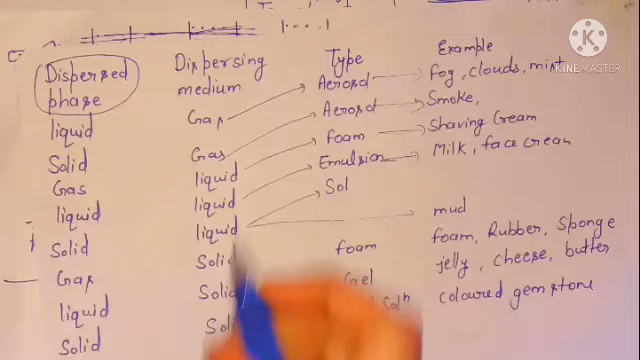 Dispersed Dispersing Type Example
phase medium
liquid Gas Aerosol Fog, clouds, mist
Solid Gas Aerosol Smoke,
Gas liquid foam Shaving Cream
liquid liquid Emulsion Milk, face cream
Solid liquid Sol mud
Gas Solid foam foam, Rubber, Sponge
liquid Solid Gel jelly, cheese, butter
Solid Solid Solⁿ coloured gemstone
KINEMASTER